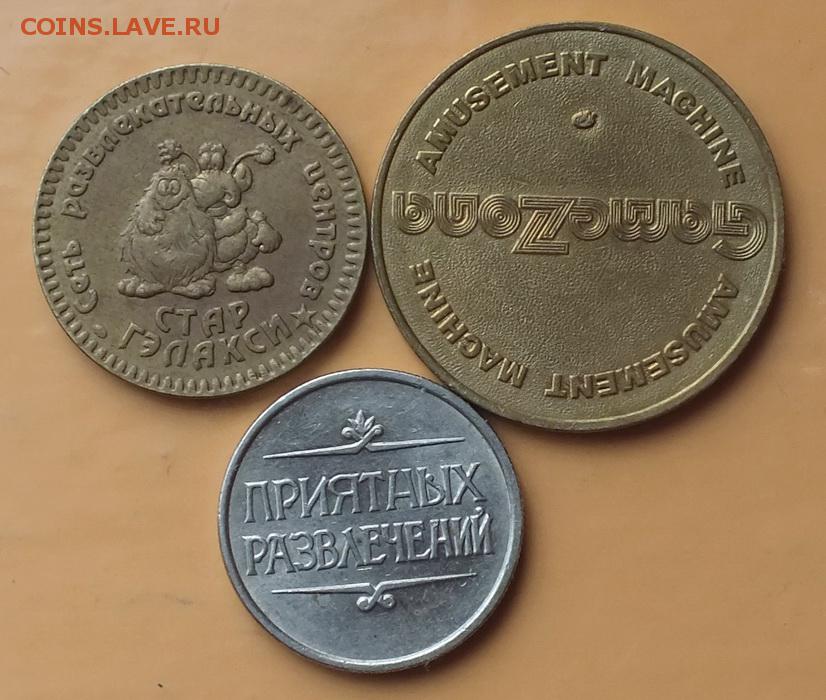 COINS.LAVE.RU
Сеть Развлекательных центров
СТАР
ГЭЛАКСИ
AMUSEMENT MACHINE
GameZona
AMUSEMENT MACHINE
ПРИЯТНЫХ
РАЗВЛЕЧЕНИЙ